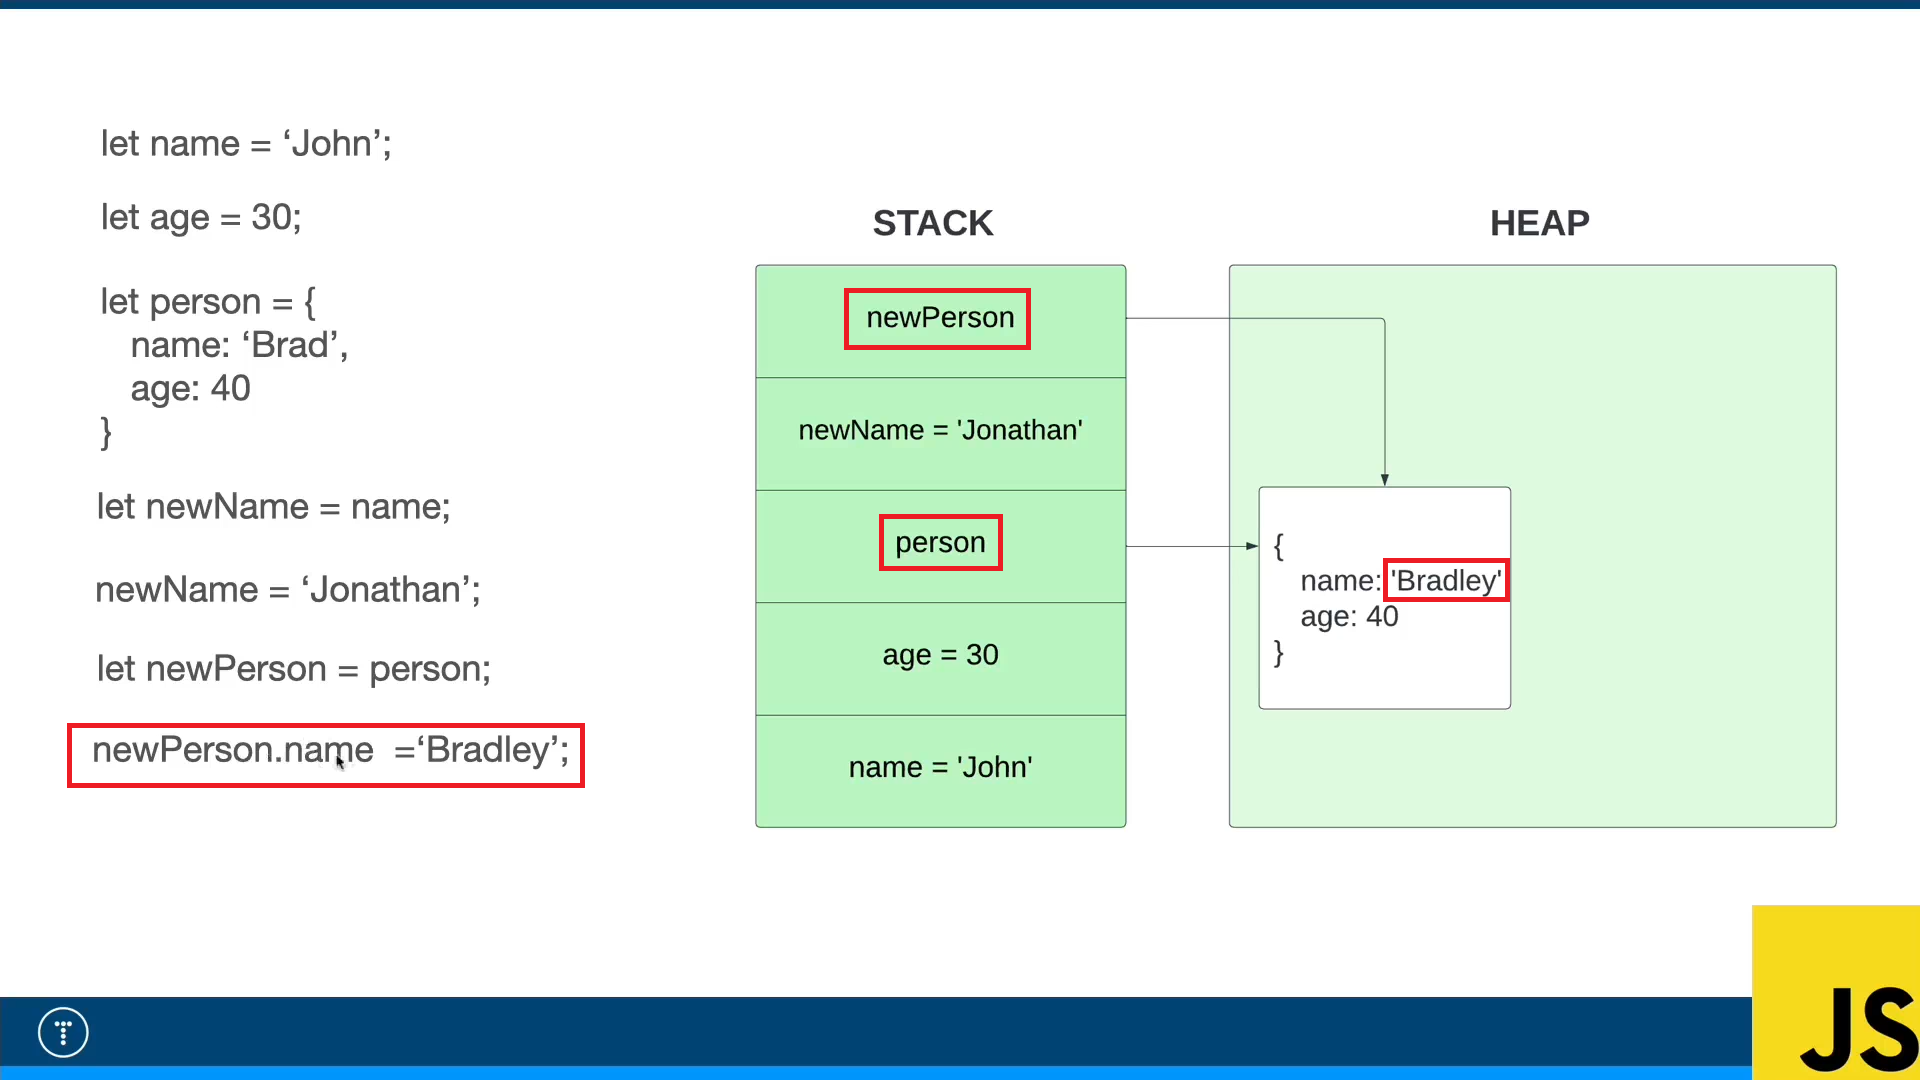 let name = ‘John’;
let age = 30;
let person = {
name: ‘Brad’,
age: 40
}
let newName = name;
newName = ‘Jonathan’;
let newPerson = person;
newPerson.name  =‘Bradley’;
STACK
newPerson
newName = 'Jonathan'
person
age = 30
name = 'John'
HEAP
{
name: 'Bradley'
age: 40
}
JS